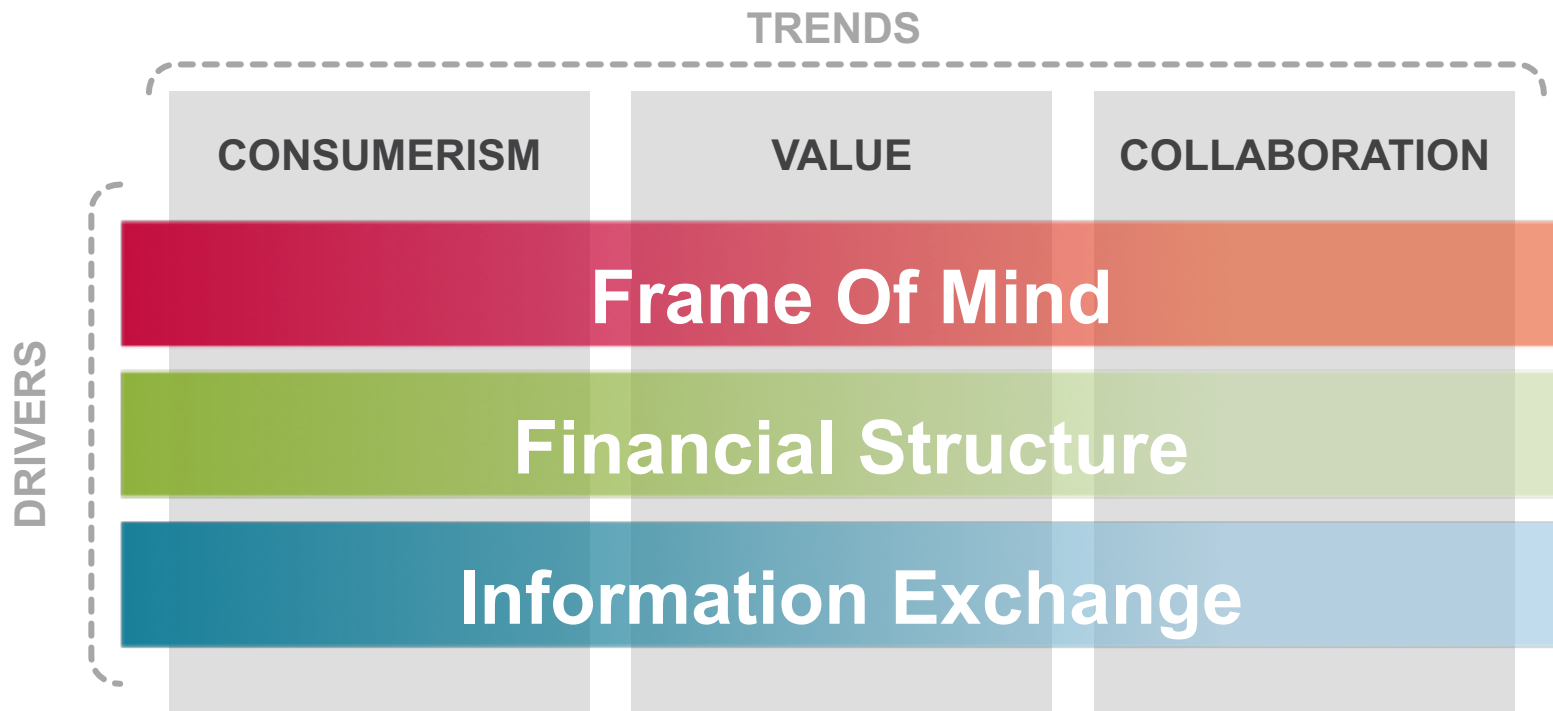 TRENDS
CONSUMERISM
VALUE
COLLABORATION
DRIVERS
Frame Of Mind
Financial Structure
Information Exchange